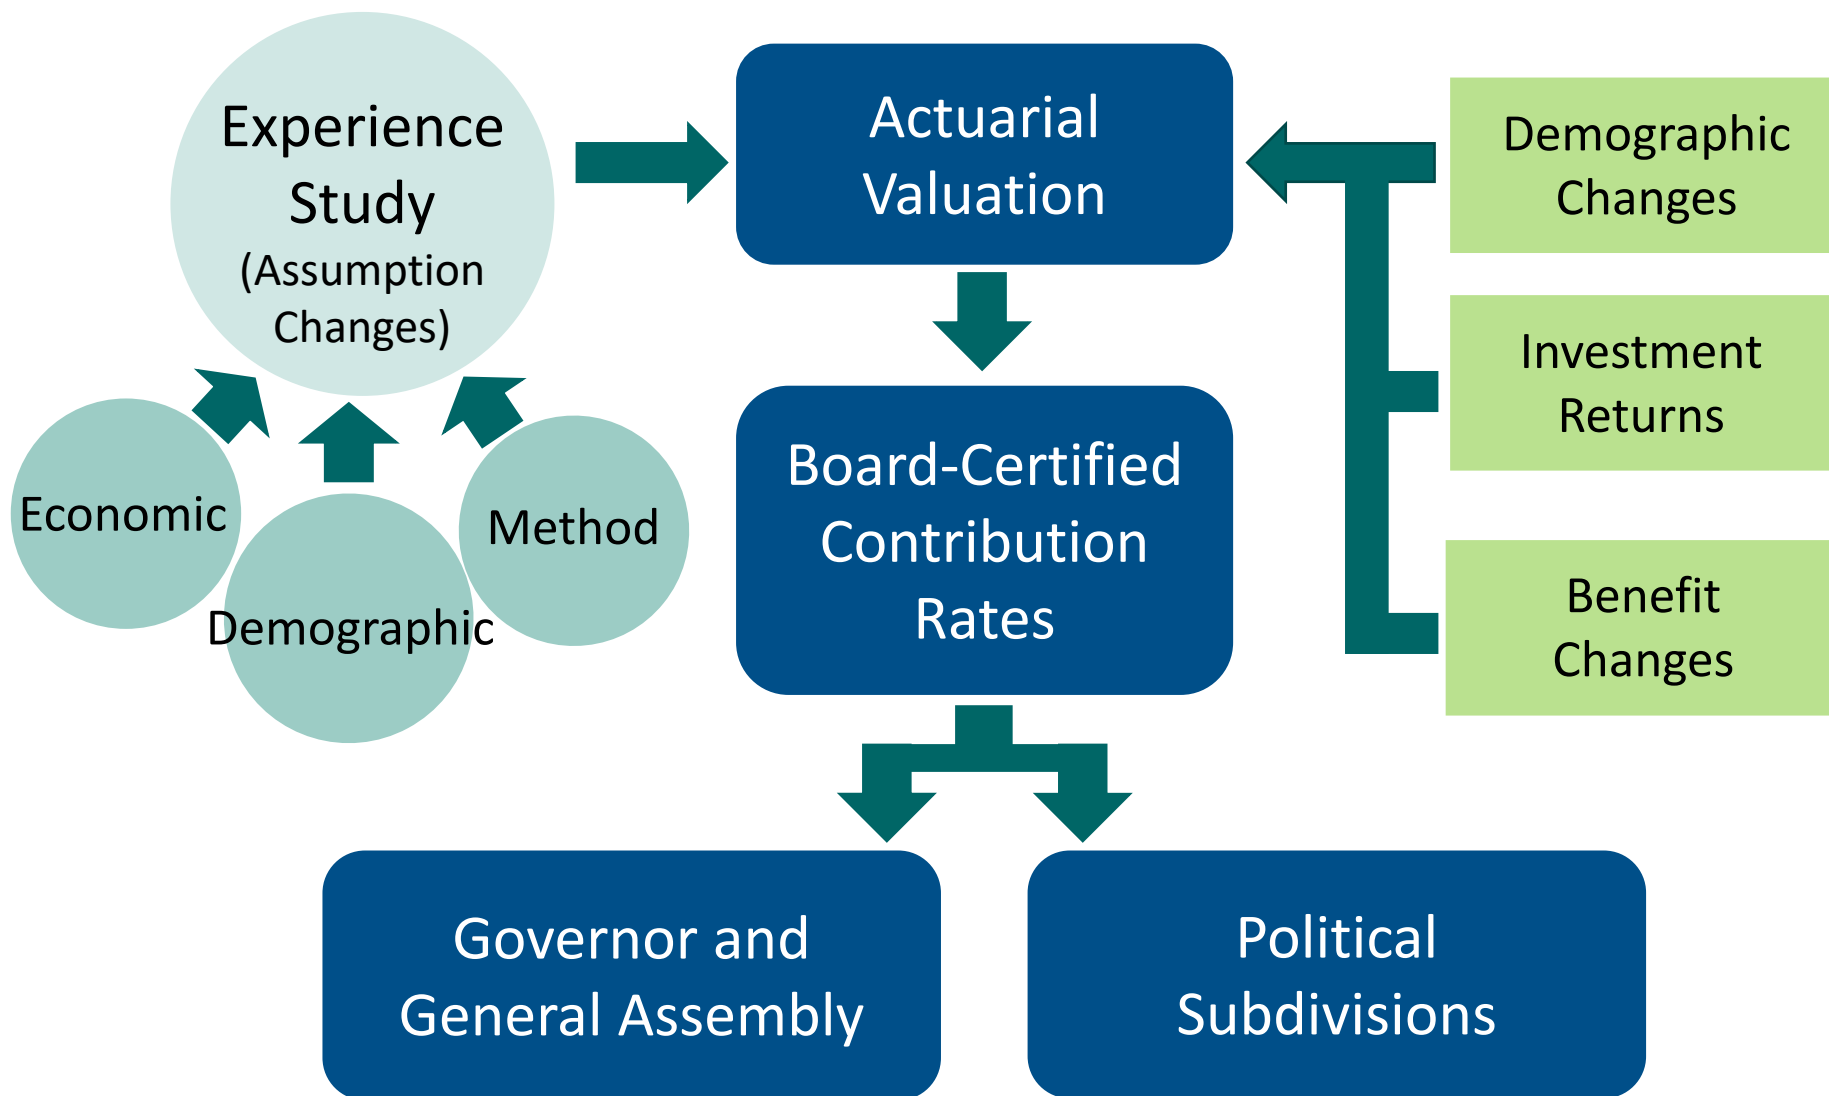 Experience
Study
(Assumption
Changes)
Economic
Demographic
Method
Actuarial
Valuation
Board-Certified
Contribution
Rates
Demographic
Changes
Investment
Returns
Benefit
Changes
Governor and
General Assembly
Political
Subdivisions